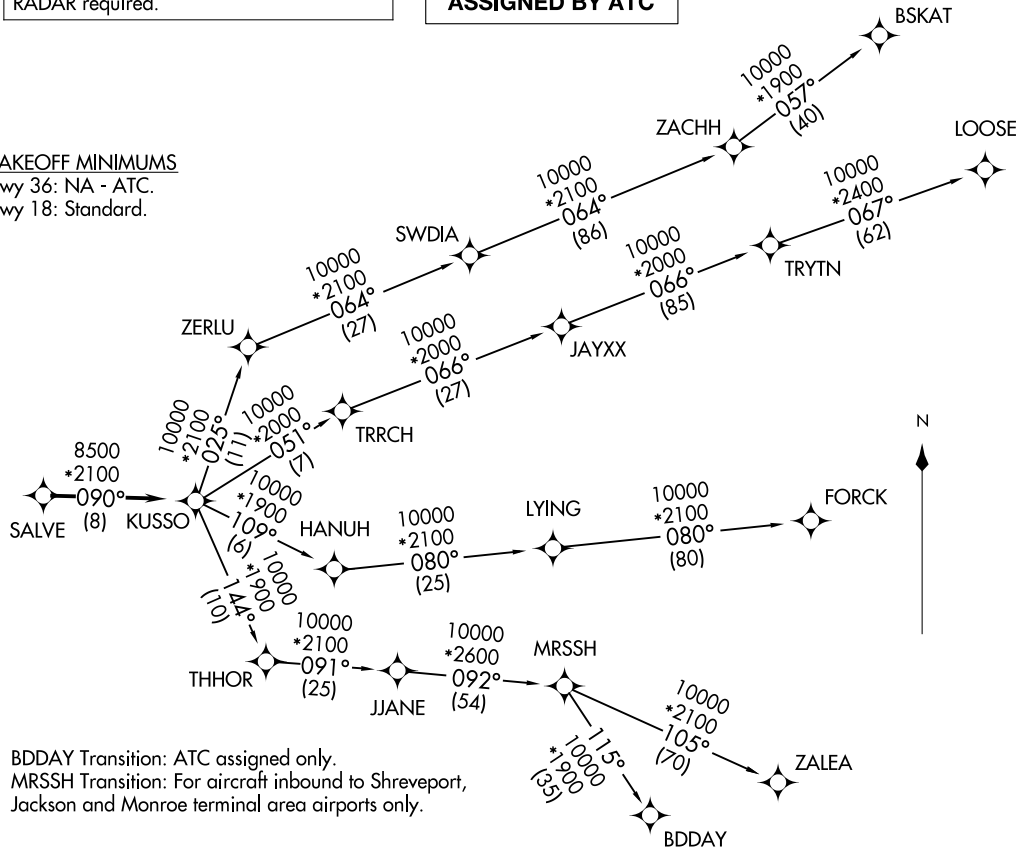 RADAR required.
ASSIGNED BY ATC
BSKAT
10000
*1900
057°
(40)
ZACHH
LOOSE
AKEOFF MINIMUMS
wy 36: NA - ATC.
wy 18: Standard.
10000
*2100
064°
(86)
10000
*2400
067°
(62)
SWDIA
TRYTN
10000
*2100
064°
(27)
10000
*2000
066°
(85)
ZERLU
JAYXX
10000
*2000
066°
(27)
10000
*2100
025°
(11)
10000
*2000
051°
(7)
TRRCH
N
8500
*2100
090°
(8)
SALVE
KUSSO
10000
*1900
109°
(6)
HANUH
10000
*2100
080°
(25)
LYING
10000
*2100
080°
(80)
FORCK
10000
*1900
144°
(10)
THHOR
10000
*2100
091°
(25)
JJANE
10000
*2600
092°
(54)
MRSSH
10000
*2100
105°
(70)
ZALEA
115°
10000
*1900
(35)
BDDAY
BDDAY Transition: ATC assigned only.
MRSSH Transition: For aircraft inbound to Shreveport,
Jackson and Monroe terminal area airports only.